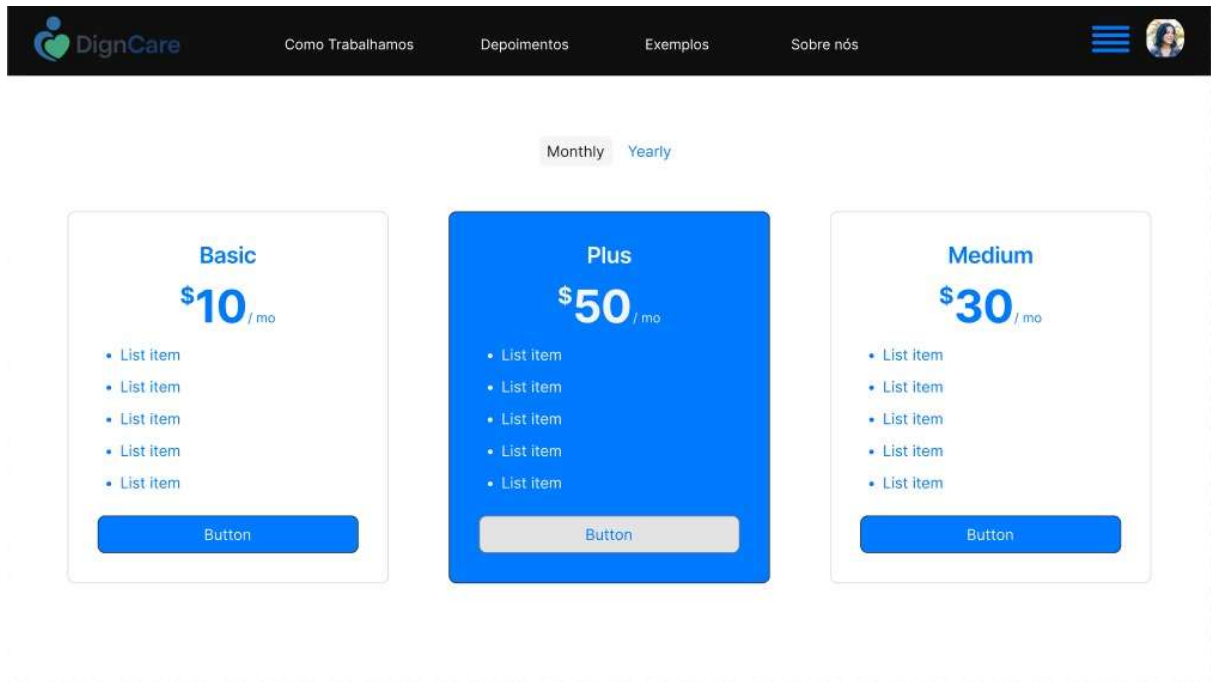 DignCare Como Trabalhamos Depoimentos Exemplos Sobre nós
Monthly Yearly
Basic
$10/ mo
• List item
• List item
• List item
• List item
• List item
Button
Plus
$50/ mo
• List item
• List item
• List item
• List item
• List item
Button
Medium
$30/ mo
• List item
• List item
• List item
• List item
• List item
Button